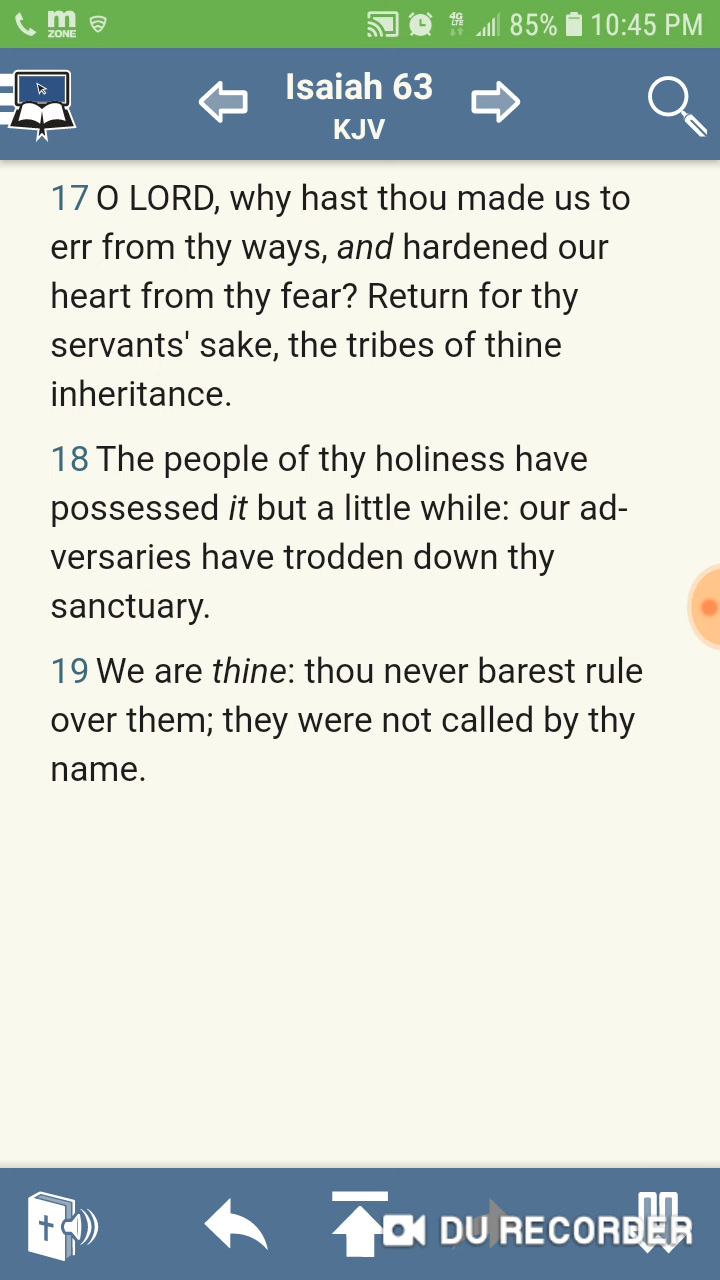 m
ZONE
4G
LTE
85%
10:45 PM
Isaiah 63
KJV
17 O LORD, why hast thou made us to
err from thy ways, and hardened our
heart from thy fear? Return for thy
servants' sake, the tribes of thine
inheritance.
18 The people of thy holiness have
possessed it but a little while: our ad-
versaries have trodden down thy
sanctuary.
19 We are thine: thou never barest rule
over them; they were not called by thy
name.
DU RECORDER